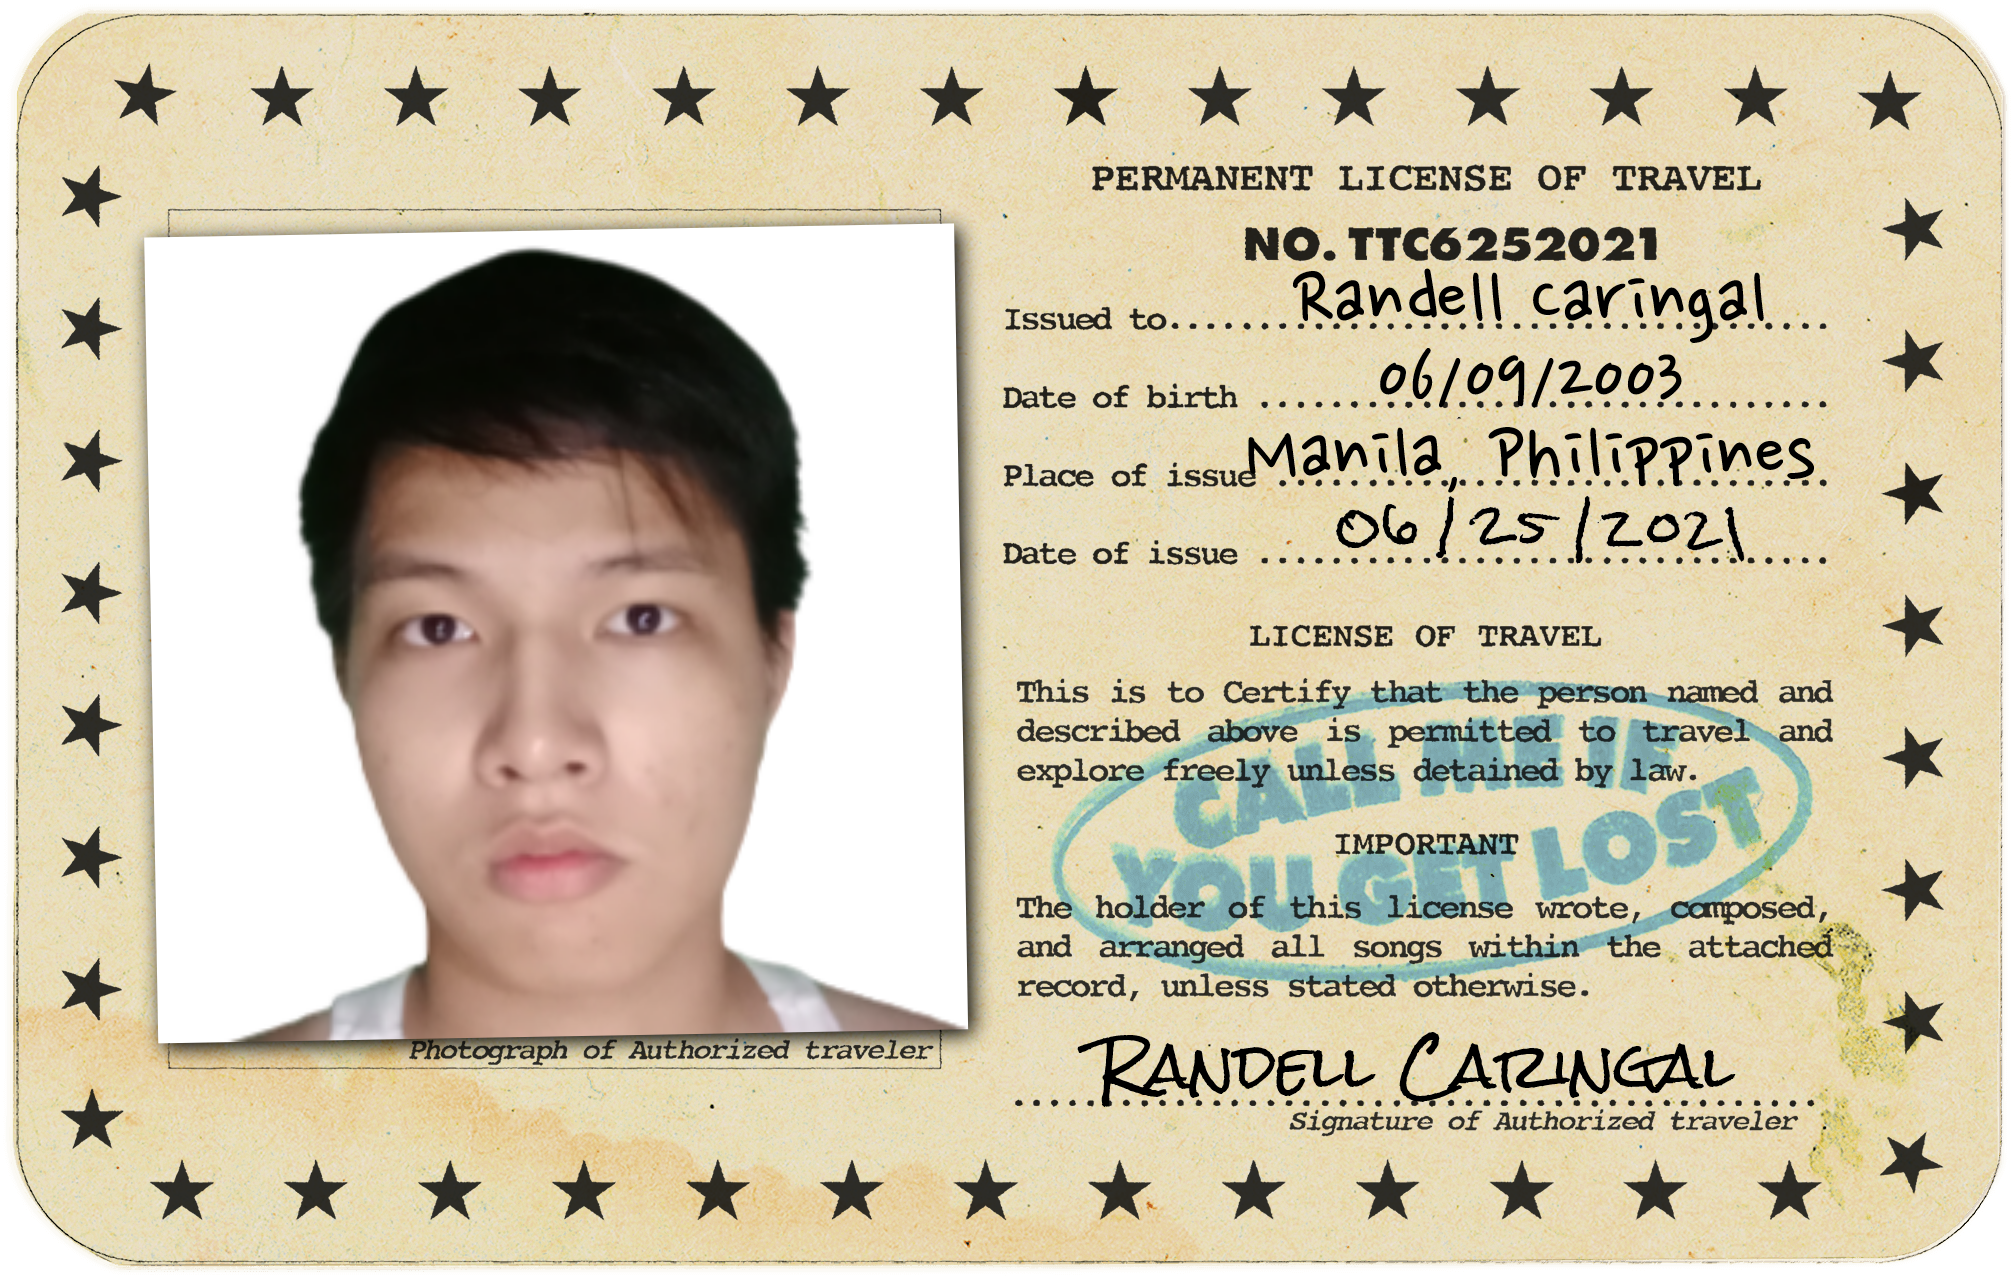 PERMANENT LICENSE OF TRAVEL
NO. TTC6252021
Issued to.....Randell Caringal
Date of birth ..... 06/09/2003
Place of issue ..... Manila, Philippines
Date of issue ..... 06/25/2021
LICENSE OF TRAVEL
This is to Certify that the person named and
described above is permitted to travel and
explore freely unless detained by law.
CALL ME IF
YOU GET LOST
IMPORTANT
The holder of this license wrote, composed,
and arranged all songs within the attached
record, unless stated otherwise.
RANDELL CARINGAL
Signature of Authorized traveler
Photograph of Authorized traveler